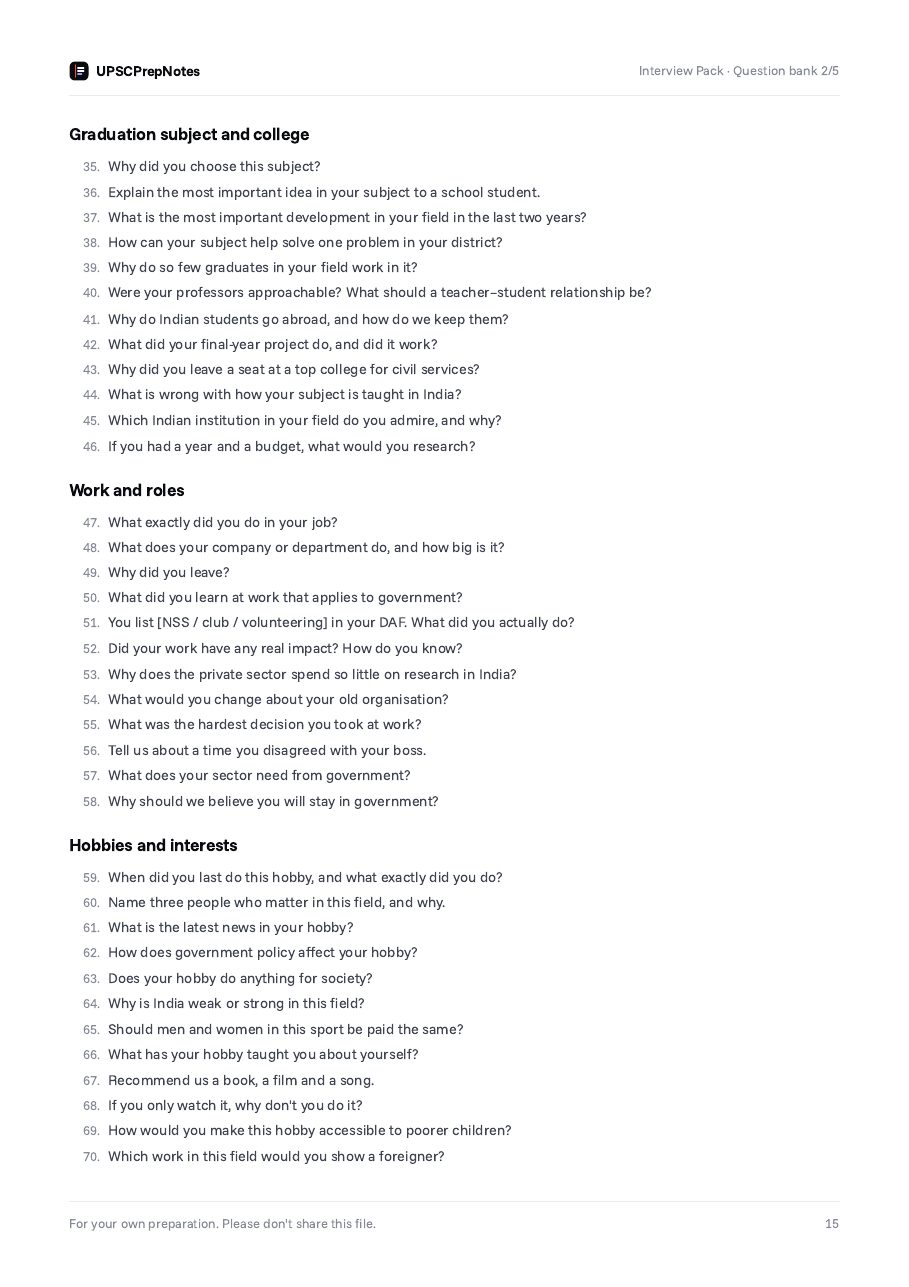 UPSCPrepNotes
Interview Pack · Question bank 2/5
Graduation subject and college
35. Why did you choose this subject?
36. Explain the most important idea in your subject to a school student.
37. What is the most important development in your field in the last two years?
38. How can your subject help solve one problem in your district?
39. Why do so few graduates in your field work in it?
40. Were your professors approachable? What should a teacher–student relationship be?
41. Why do Indian students go abroad, and how do we keep them?
42. What did your final-year project do, and did it work?
43. Why did you leave a seat at a top college for civil services?
44. What is wrong with how your subject is taught in India?
45. Which Indian institution in your field do you admire, and why?
46. If you had a year and a budget, what would you research?
Work and roles
47. What exactly did you do in your job?
48. What does your company or department do, and how big is it?
49. Why did you leave?
50. What did you learn at work that applies to government?
51. You list [NSS / club / volunteering] in your DAF. What did you actually do?
52. Did your work have any real impact? How do you know?
53. Why does the private sector spend so little on research in India?
54. What would you change about your old organisation?
55. What was the hardest decision you took at work?
56. Tell us about a time you disagreed with your boss.
57. What does your sector need from government?
58. Why should we believe you will stay in government?
Hobbies and interests
59. When did you last do this hobby, and what exactly did you do?
60. Name three people who matter in this field, and why.
61. What is the latest news in your hobby?
62. How does government policy affect your hobby?
63. Does your hobby do anything for society?
64. Why is India weak or strong in this field?
65. Should men and women in this sport be paid the same?
66. What has your hobby taught you about yourself?
67. Recommend us a book, a film and a song.
68. If you only watch it, why don't you do it?
69. How would you make this hobby accessible to poorer children?
70. Which work in this field would you show a foreigner?
For your own preparation. Please don't share this file.
15